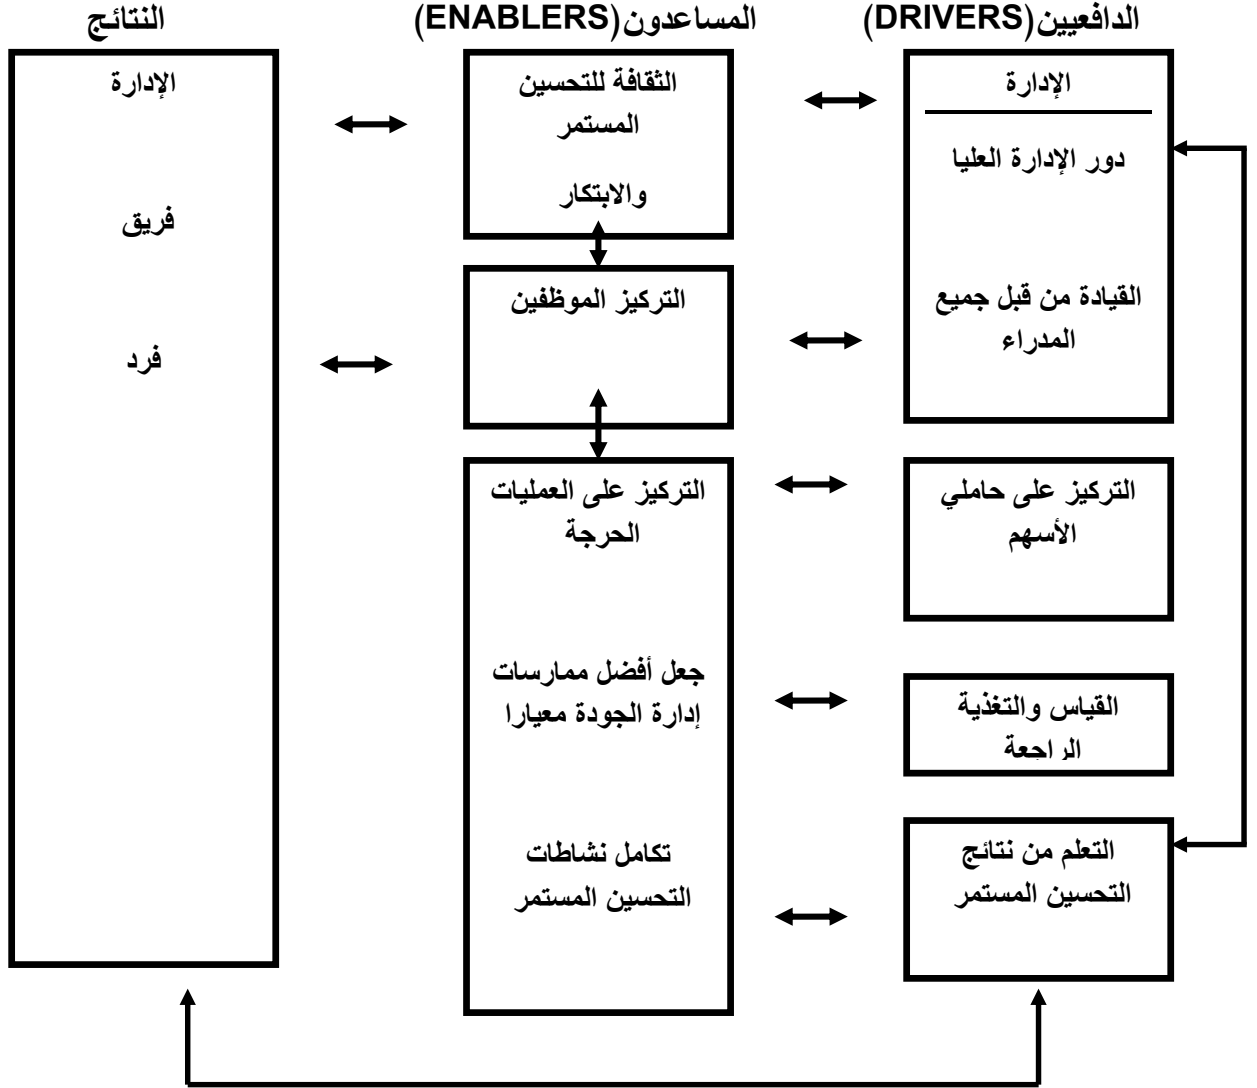 الدافعيين(DRIVERS)
الإدارة
دور الإدارة العليا
القيادة من قبل جميع
المدراء
التركيز على حاملي
الأسهم
القياس والتغذية
الراجعة
التعلم من نتائج
التحسين المستمر
المساعدون(ENABLERS)
الثقافة للتحسين
المستمر
والابتكار
التركيز الموظفين
التركيز على العمليات
الحرجة
جعل أفضل ممارسات
إدارة الجودة معيارا
تكامل نشاطات
التحسين المستمر
النتائج
الإدارة
فريق
فرد